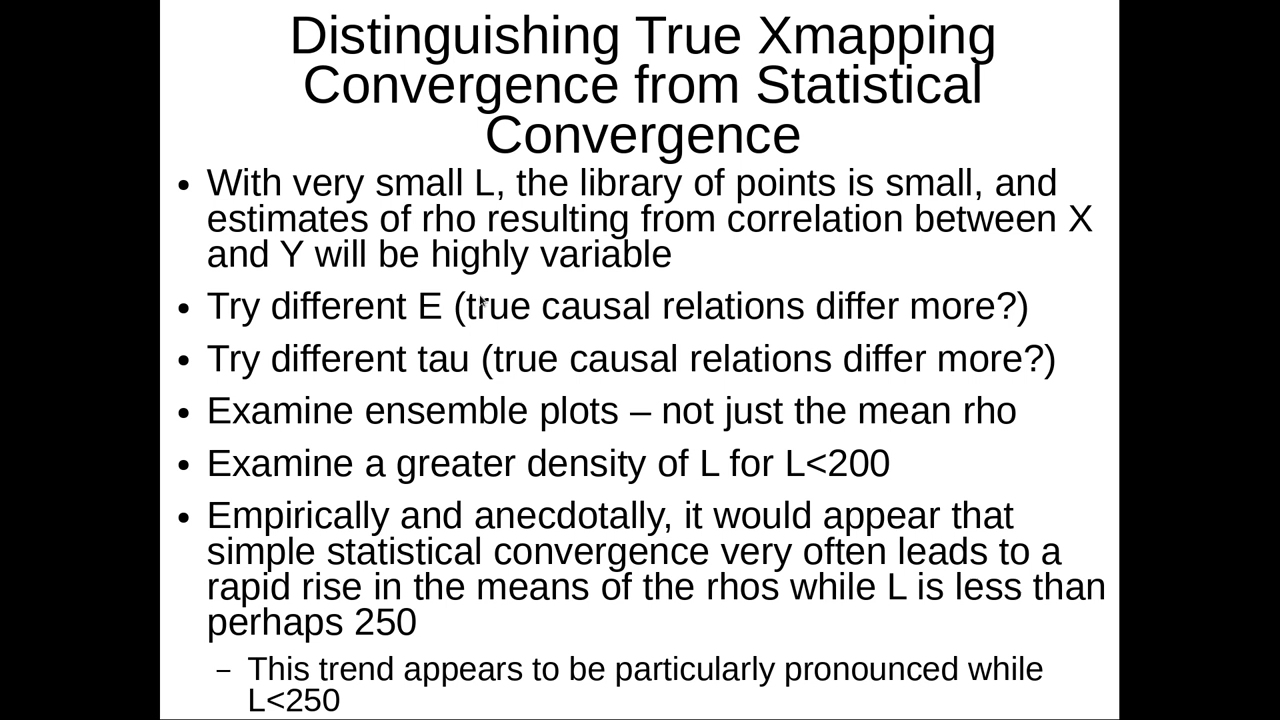 Distinguishing True Xmapping
Convergence from Statistical
Convergence
• With very small L, the library of points is small, and
estimates of rho resulting from correlation between X
and Y will be highly variable
• Try different E (true causal relations differ more?)
• Try different tau (true causal relations differ more?)
• Examine ensemble plots – not just the mean rho
• Examine a greater density of L for L<200
• Empirically and anecdotally, it would appear that
simple statistical convergence very often leads to a
rapid rise in the means of the rhos while L is less than
perhaps 250
– This trend appears to be particularly pronounced while
L<250